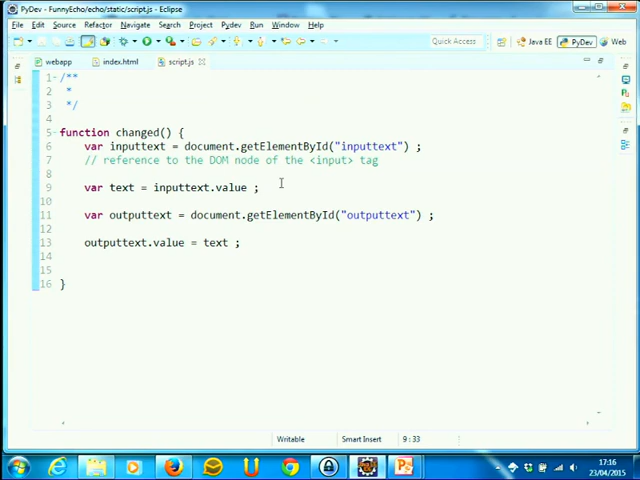 PyDev - FunnyEcho/echo/static/script.js - Eclipse
File Edit Source Refactor Navigate Search Project Pydev Run Window Help
Quick Access
Java EE
PyDev
Web
webapp
index.html
script.js
1 /**
2 *
3 */
4
5 function changed() {
6 var inputtext = document.getElementById("inputtext") ;
7 // reference to the DOM node of the <input> tag
8
9 var text = inputtext.value ;
10
11 var outputtext = document.getElementById("outputtext") ;
12
13 outputtext.value = text ;
14
15
16 }
Writable
Smart Insert
9 : 33
17:16
23/04/2015